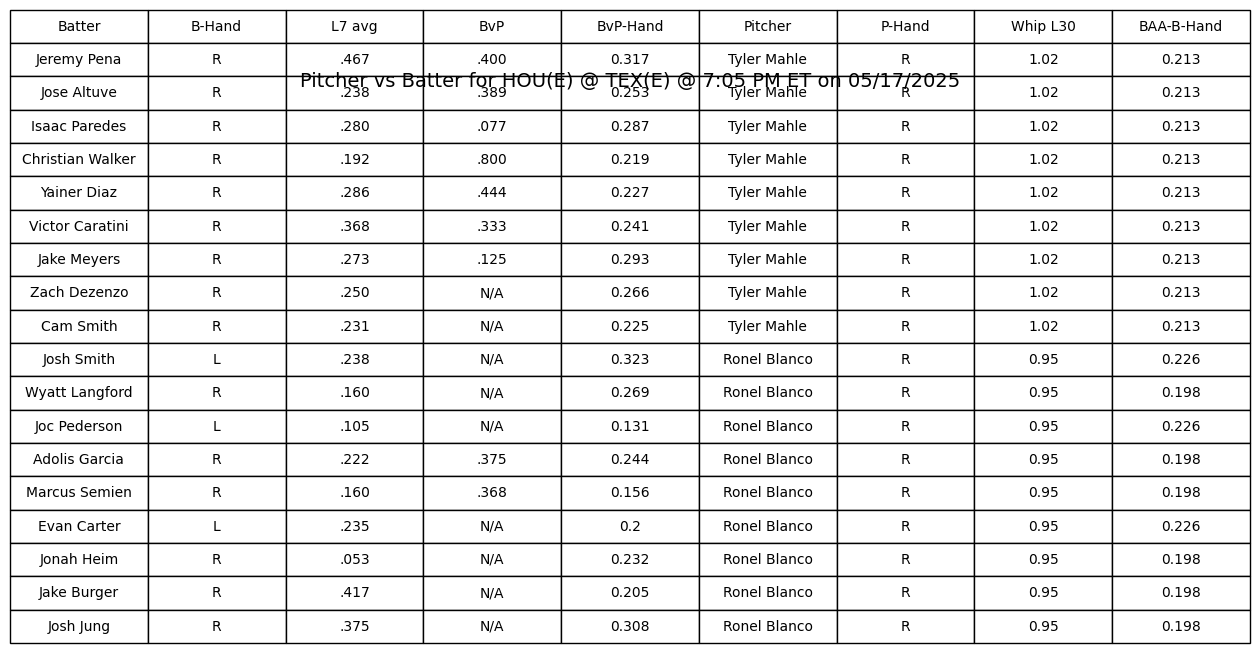 Batter B-Hand L7 avg BvP BvP-Hand Pitcher P-Hand Whip L30 BAA-B-Hand
Jeremy Pena R .467 .400 0.317 Tyler Mahle R 1.02 0.213
Pitcher vs Batter for HOU(E) @ TEX(E) @ 7:05 PM ET on 05/17/2025
Jose Altuve R .238 .389 0.253 Tyler Mahle R 1.02 0.213
Isaac Paredes R .280 .077 0.287 Tyler Mahle R 1.02 0.213
Christian Walker R .192 .800 0.219 Tyler Mahle R 1.02 0.213
Yainer Diaz R .286 .444 0.227 Tyler Mahle R 1.02 0.213
Victor Caratini R .368 .333 0.241 Tyler Mahle R 1.02 0.213
Jake Meyers R .273 .125 0.293 Tyler Mahle R 1.02 0.213
Zach Dezenzo R .250 N/A 0.266 Tyler Mahle R 1.02 0.213
Cam Smith R .231 N/A 0.225 Tyler Mahle R 1.02 0.213
Josh Smith L .238 N/A 0.323 Ronel Blanco R 0.95 0.226
Wyatt Langford R .160 N/A 0.269 Ronel Blanco R 0.95 0.198
Joc Pederson L .105 N/A 0.131 Ronel Blanco R 0.95 0.226
Adolis Garcia R .222 .375 0.244 Ronel Blanco R 0.95 0.198
Marcus Semien R .160 .368 0.156 Ronel Blanco R 0.95 0.198
Evan Carter L .235 N/A 0.2 Ronel Blanco R 0.95 0.226
Jonah Heim R .053 N/A 0.232 Ronel Blanco R 0.95 0.198
Jake Burger R .417 N/A 0.205 Ronel Blanco R 0.95 0.198
Josh Jung R .375 N/A 0.308 Ronel Blanco R 0.95 0.198